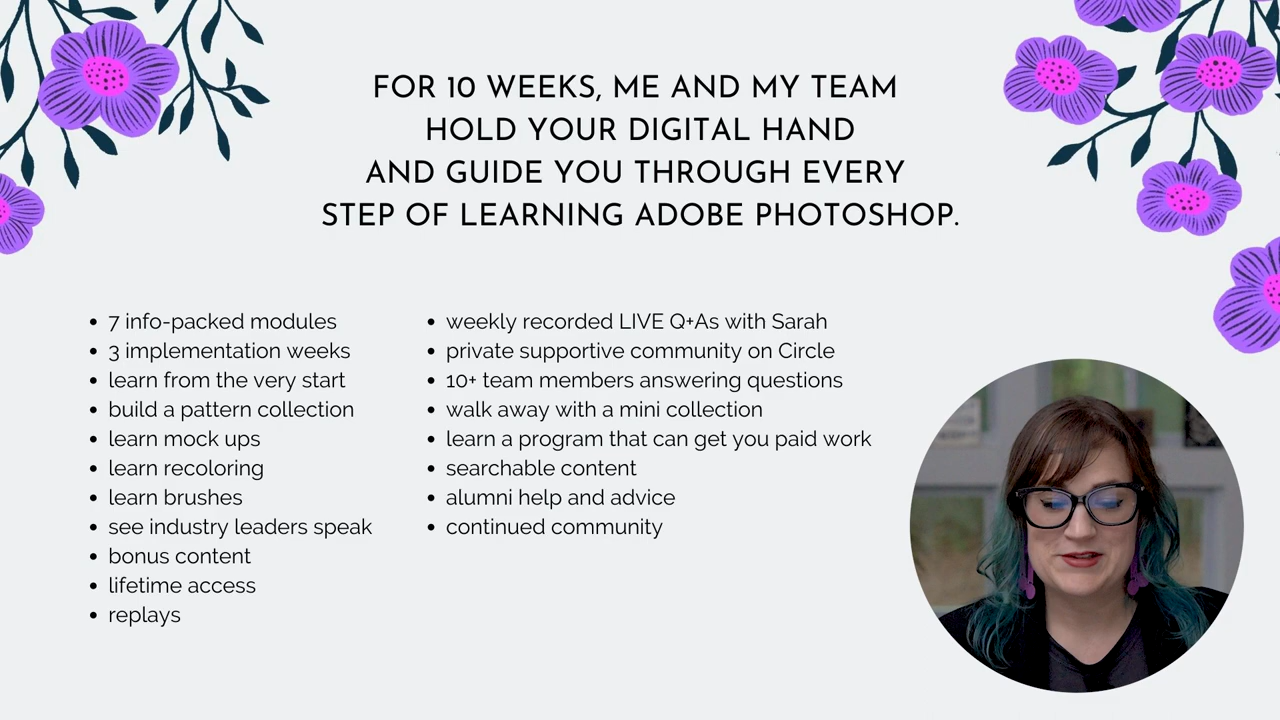 FOR 10 WEEKS, ME AND MY TEAM
HOLD YOUR DIGITAL HAND
AND GUIDE YOU THROUGH EVERY
STEP OF LEARNING ADOBE PHOTOSHOP.
7 info-packed modules
3 implementation weeks
learn from the very start
build a pattern collection
learn mock ups
learn recoloring
learn brushes
see industry leaders speak
bonus content
lifetime access
replays
weekly recorded LIVE Q+As with Sarah
private supportive community on Circle
10+ team members answering questions
walk away with a mini collection
learn a program that can get you paid work
searchable content
alumni help and advice
continued community